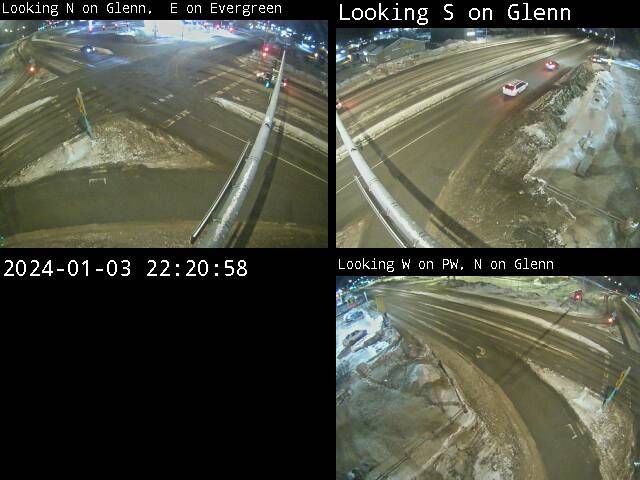 Looking N on Glenn,  E on Evergreen
Looking S on Glenn
2024-01-03 22:20:58
Looking W on PW, N on Glenn